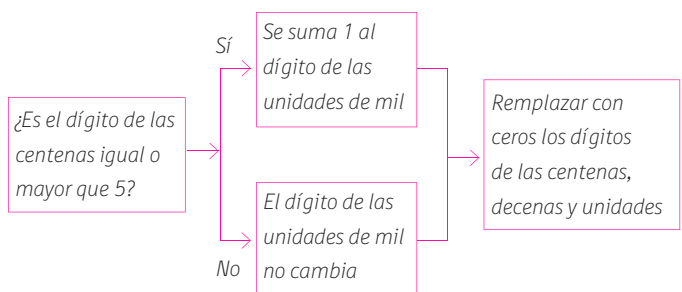 ¿Es el dígito de las
centenas igual o
mayor que 5?
Sí
Se suma 1 al
dígito de las
unidades de mil
No
El dígito de las
unidades de mil
no cambia
Remplazar con
ceros los dígitos
de las centenas,
decenas y unidades